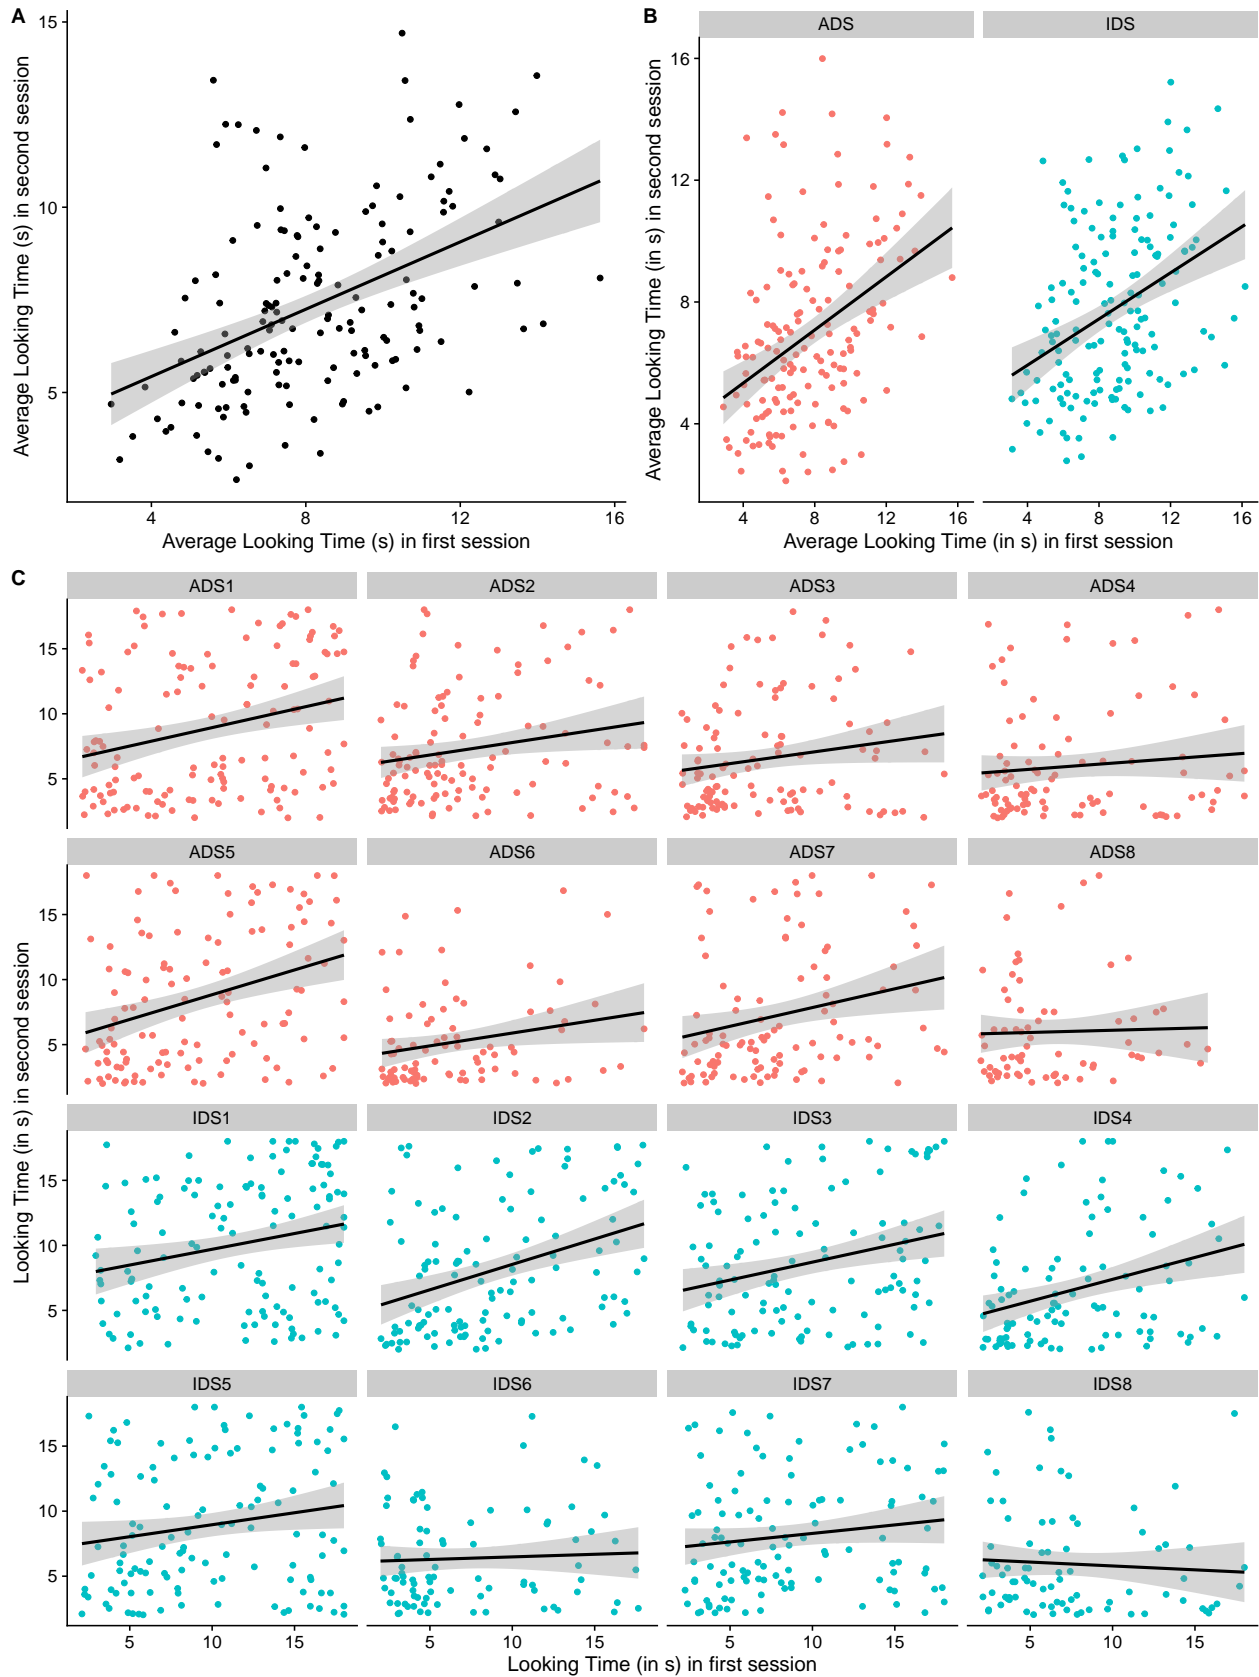 A
15
10
5
Average Looking Time (s) in second session
4
8
12
16
Average Looking Time (s) in first session
B
ADS
IDS
16
12
8
4
Average Looking Time (in s) in second session
4
8
12
16
4
8
12
16
Average Looking Time (in s) in first session
C
ADS1
ADS2
ADS3
ADS4
15
10
5
ADS5
ADS6
ADS7
ADS8
15
10
5
Looking Time (in s) in second session
IDS1
IDS2
IDS3
IDS4
15
10
5
IDS5
IDS6
IDS7
IDS8
15
10
5
5
10
15
5
10
15
5
10
15
5
10
15
Looking Time (in s) in first session